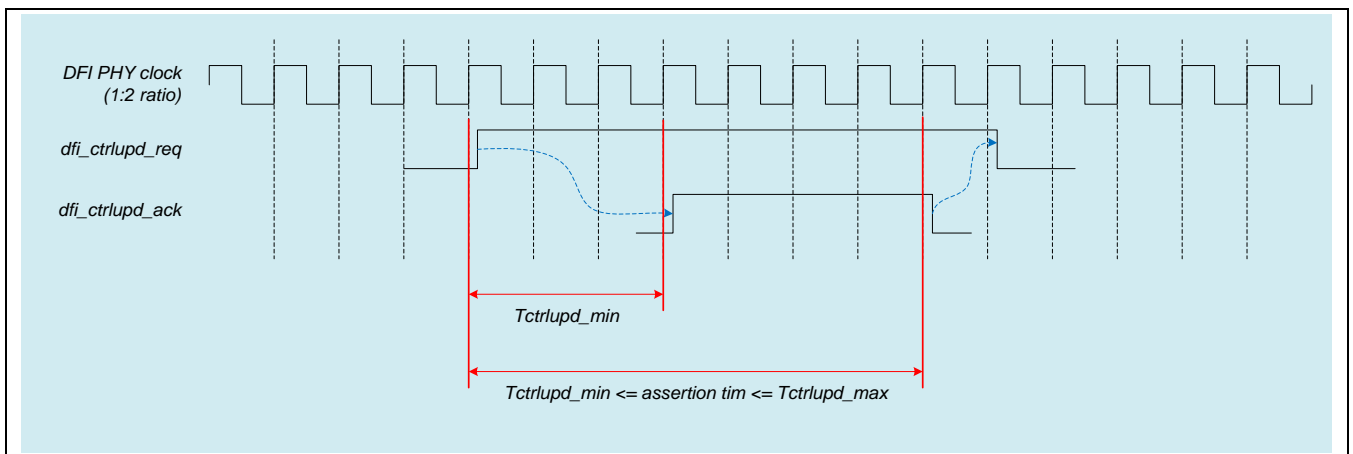 DFI PHY clock
(1:2 ratio)
dfi_ctrlupd_req
dfi_ctrlupd_ack
Tctrlupd_min
Tctrlupd_min <= assertion tim <= Tctrlupd_max